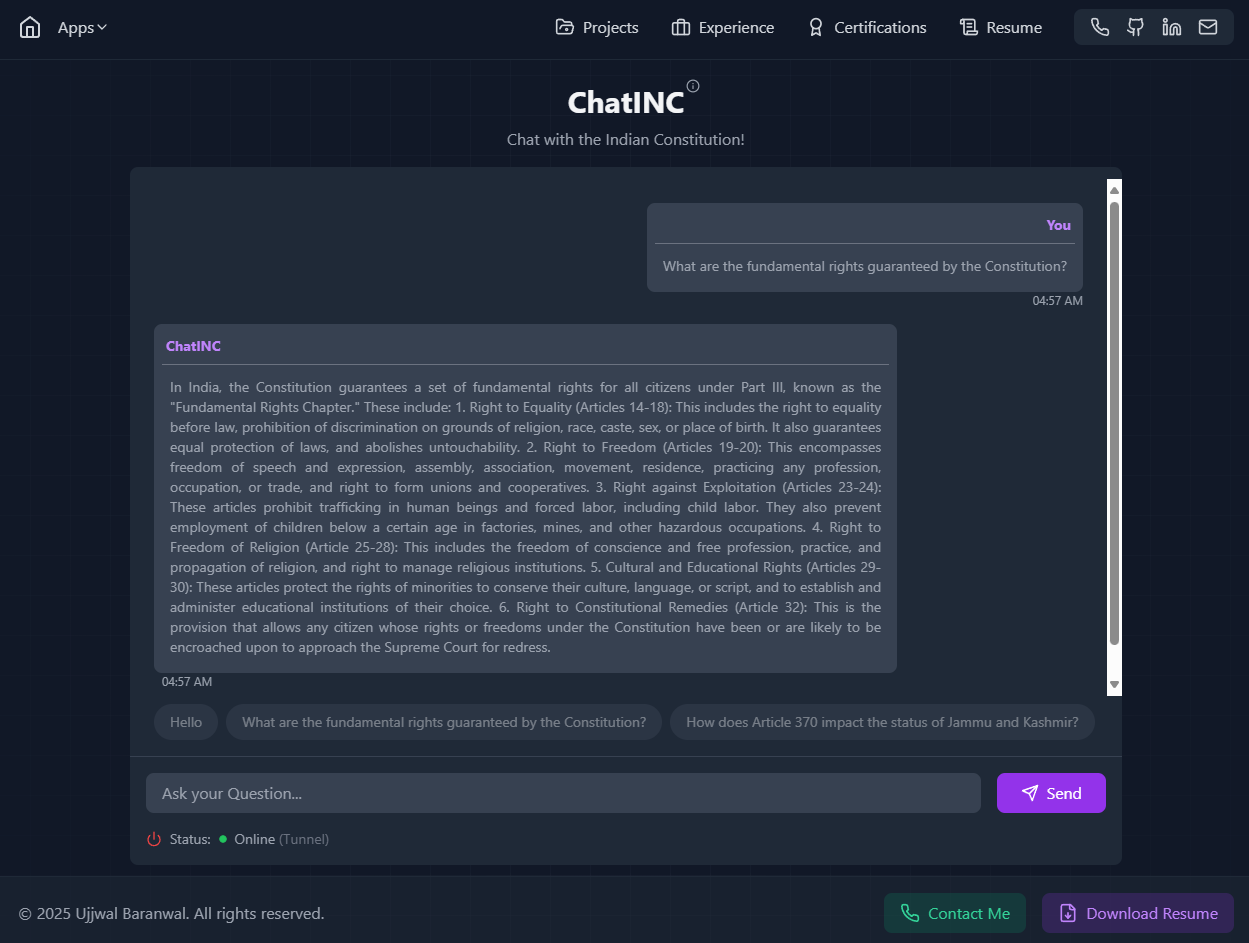 Apps
Projects
Experience
Certifications
Resume
ChatINC
Chat with the Indian Constitution!
You
What are the fundamental rights guaranteed by the Constitution?
04:57 AM
ChatINC
In India, the Constitution guarantees a set of fundamental rights for all citizens under Part III, known as the
"Fundamental Rights Chapter." These include: 1. Right to Equality (Articles 14-18): This includes the right to equality
before law, prohibition of discrimination on grounds of religion, race, caste, sex, or place of birth. It also guarantees
equal protection of laws, and abolishes untouchability. 2. Right to Freedom (Articles 19-20): This encompasses
freedom of speech and expression, assembly, association, movement, residence, practicing any profession,
occupation, or trade, and right to form unions and cooperatives. 3. Right against Exploitation (Articles 23-24):
These articles prohibit trafficking in human beings and forced labor, including child labor. They also prevent
employment of children below a certain age in factories, mines, and other hazardous occupations. 4. Right to
Freedom of Religion (Article 25-28): This includes the freedom of conscience and free profession, practice, and
propagation of religion, and right to manage religious institutions. 5. Cultural and Educational Rights (Articles 29-
30): These articles protect the rights of minorities to conserve their culture, language, or script, and to establish and
administer educational institutions of their choice. 6. Right to Constitutional Remedies (Article 32): This is the
provision that allows any citizen whose rights or freedoms under the Constitution have been or are likely to be
encroached upon to approach the Supreme Court for redress.
04:57 AM
Hello
What are the fundamental rights guaranteed by the Constitution?
How does Article 370 impact the status of Jammu and Kashmir?
Ask your Question...
Send
Status: Online (Tunnel)
© 2025 Ujjwal Baranwal. All rights reserved.
Contact Me
Download Resume